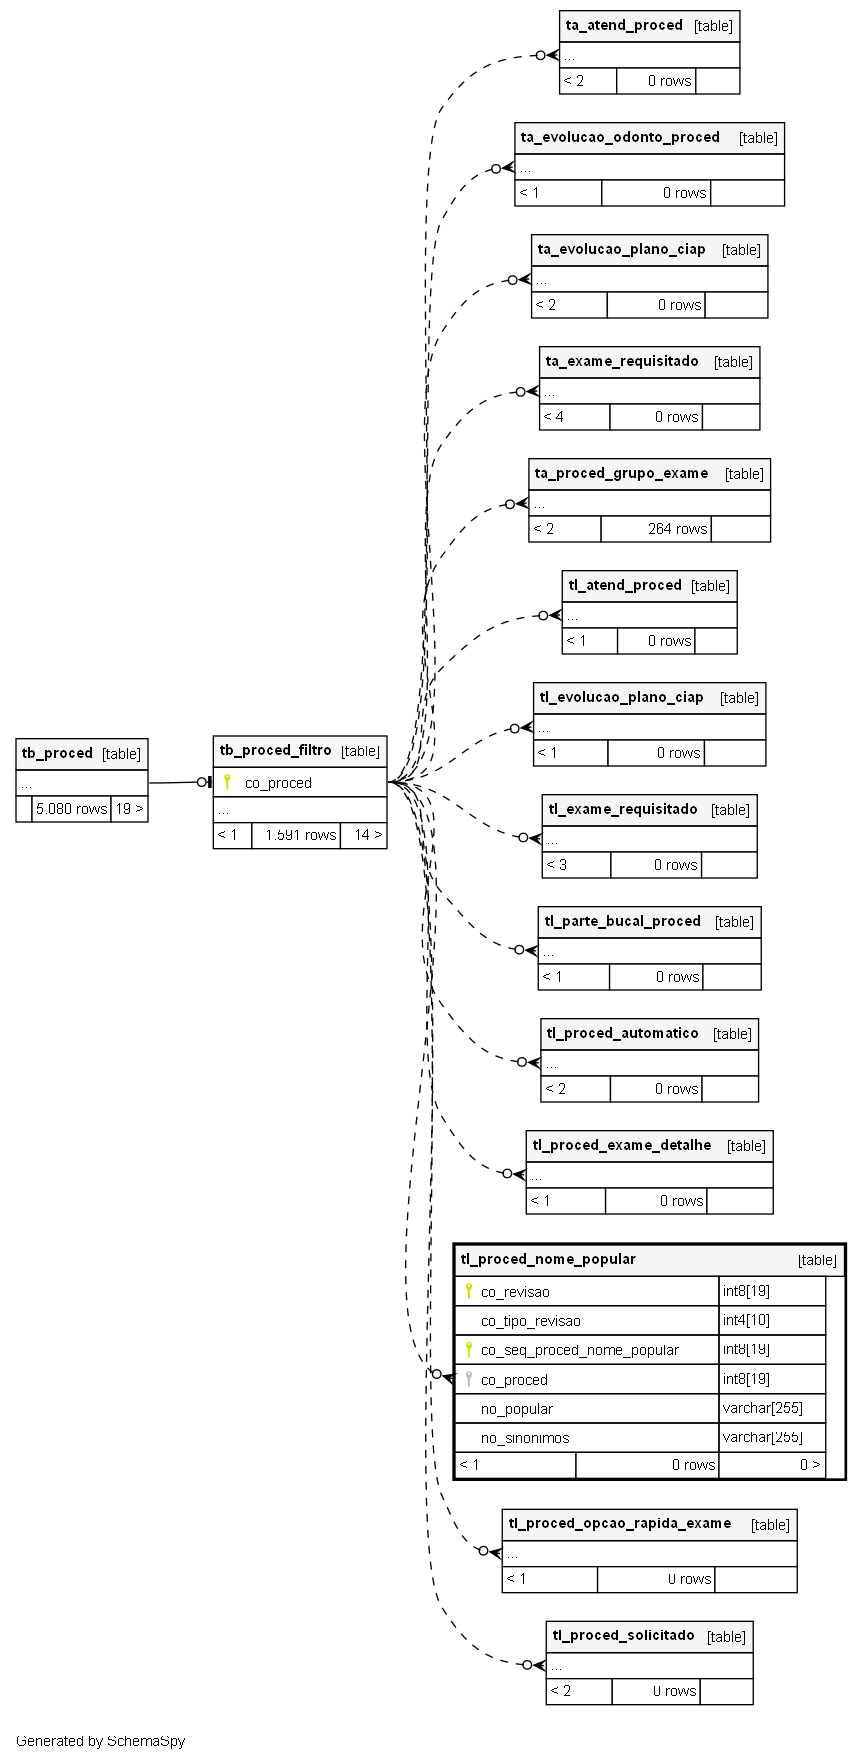 ta_atend_proced [table]
...
< 2 0 rows
ta_evolucao_odonto_proced [table]
...
< 1 0 rows
ta_evolucao_plano_ciap [table]
...
< 2 0 rows
ta_exame_requisitado [table]
...
< 4 0 rows
ta_proced_grupo_exame [table]
...
< 2 264 rows
tl_atend_proced [table]
...
< 1 0 rows
tl_evolucao_plano_ciap [table]
...
< 1 0 rows
tb_proced [table]
...
5.080 rows 19 >
tb_proced_filtro [table]
co_proced
...
< 1 1.591 rows 14 >
tl_exame_requisitado [table]
...
< 3 0 rows
tl_parte_bucal_proced [table]
...
< 1 0 rows
tl_proced_automatico [table]
...
< 2 0 rows
tl_proced_exame_detalhe [table]
...
< 1 0 rows
tl_proced_nome_popular [table]
co_revisao int8[19]
co_tipo_revisao int4[10]
co_seq_proced_nome_popular int8[19]
co_proced int8[19]
no_popular varchar[255]
no_sinonimos varchar[255]
< 1 0 rows 0 >
tl_proced_opcao_rapida_exame [table]
...
< 1 0 rows
tl_proced_solicitado [table]
...
< 2 0 rows
Generated by SchemaSpy